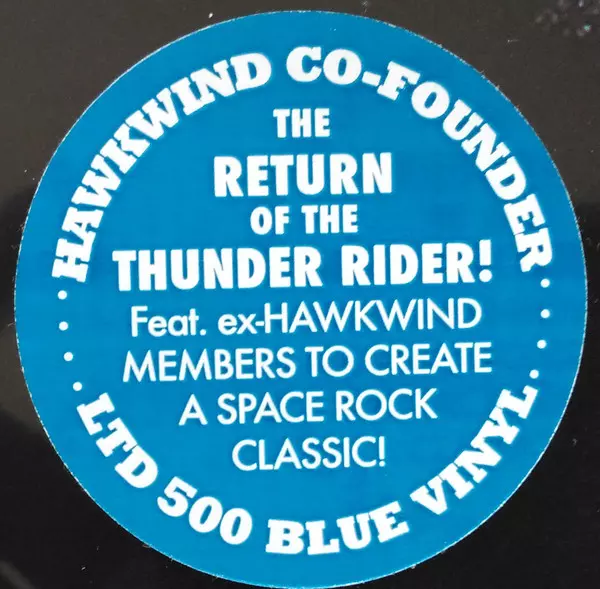 HAWKWIND CO-FOUNDER
THE
RETURN
OF THE
THUNDER RIDER!
Feat. ex-HAWKWIND
MEMBERS TO CREATE
A SPACE ROCK
CLASSIC!
LTD 500 BLUE VINYL